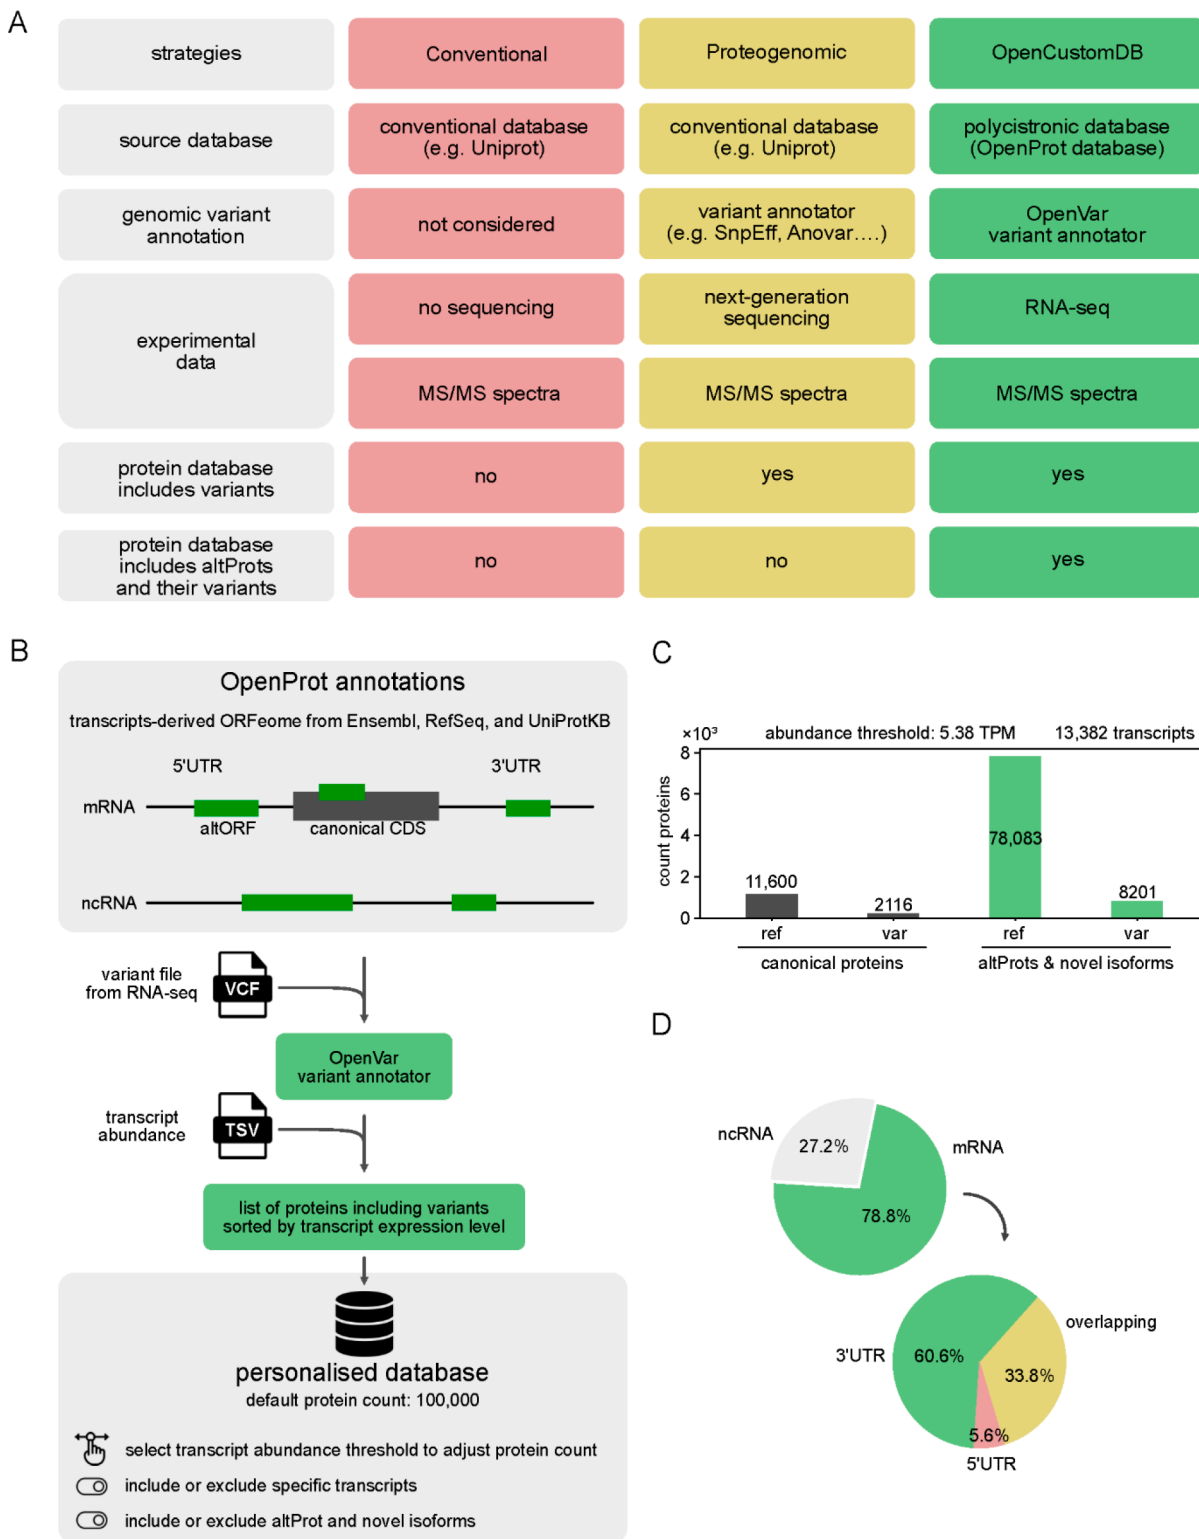 A
strategies
Conventional
Proteogenomic
OpenCustomDB
source database
conventional database
(e.g. Uniprot)
conventional database
(e.g. Uniprot)
polycistronic database
(OpenProt database)
genomic variant
annotation
not considered
variant annotator
(e.g. SnpEff, Anovar....)
OpenVar
variant annotator
experimental
data
no sequencing
next-generation
sequencing
RNA-seq
MS/MS spectra
MS/MS spectra
MS/MS spectra
protein database
includes variants
no
yes
yes
protein database
includes altProts
and their variants
no
no
yes
B
OpenProt annotations
transcripts-derived ORFeome from Ensembl, RefSeq, and UniProtKB
5'UTR
3'UTR
mRNA
altORF
canonical CDS
ncRNA
variant file
from RNA-seq
VCF
OpenVar
variant annotator
transcript
abundance
TSV
list of proteins including variants
sorted by transcript expression level
personalised database
default protein count: 100,000
select transcript abundance threshold to adjust protein count
include or exclude specific transcripts
include or exclude altProt and novel isoforms
C
×10³
abundance threshold: 5.38 TPM
13,382 transcripts
count proteins
8
6
4
2
0
11,600
2116
78,083
8201
ref
var
ref
var
canonical proteins
altProts & novel isoforms
D
ncRNA
27.2%
mRNA
78.8%
overlapping
3'UTR
60.6%
33.8%
5.6%
5'UTR